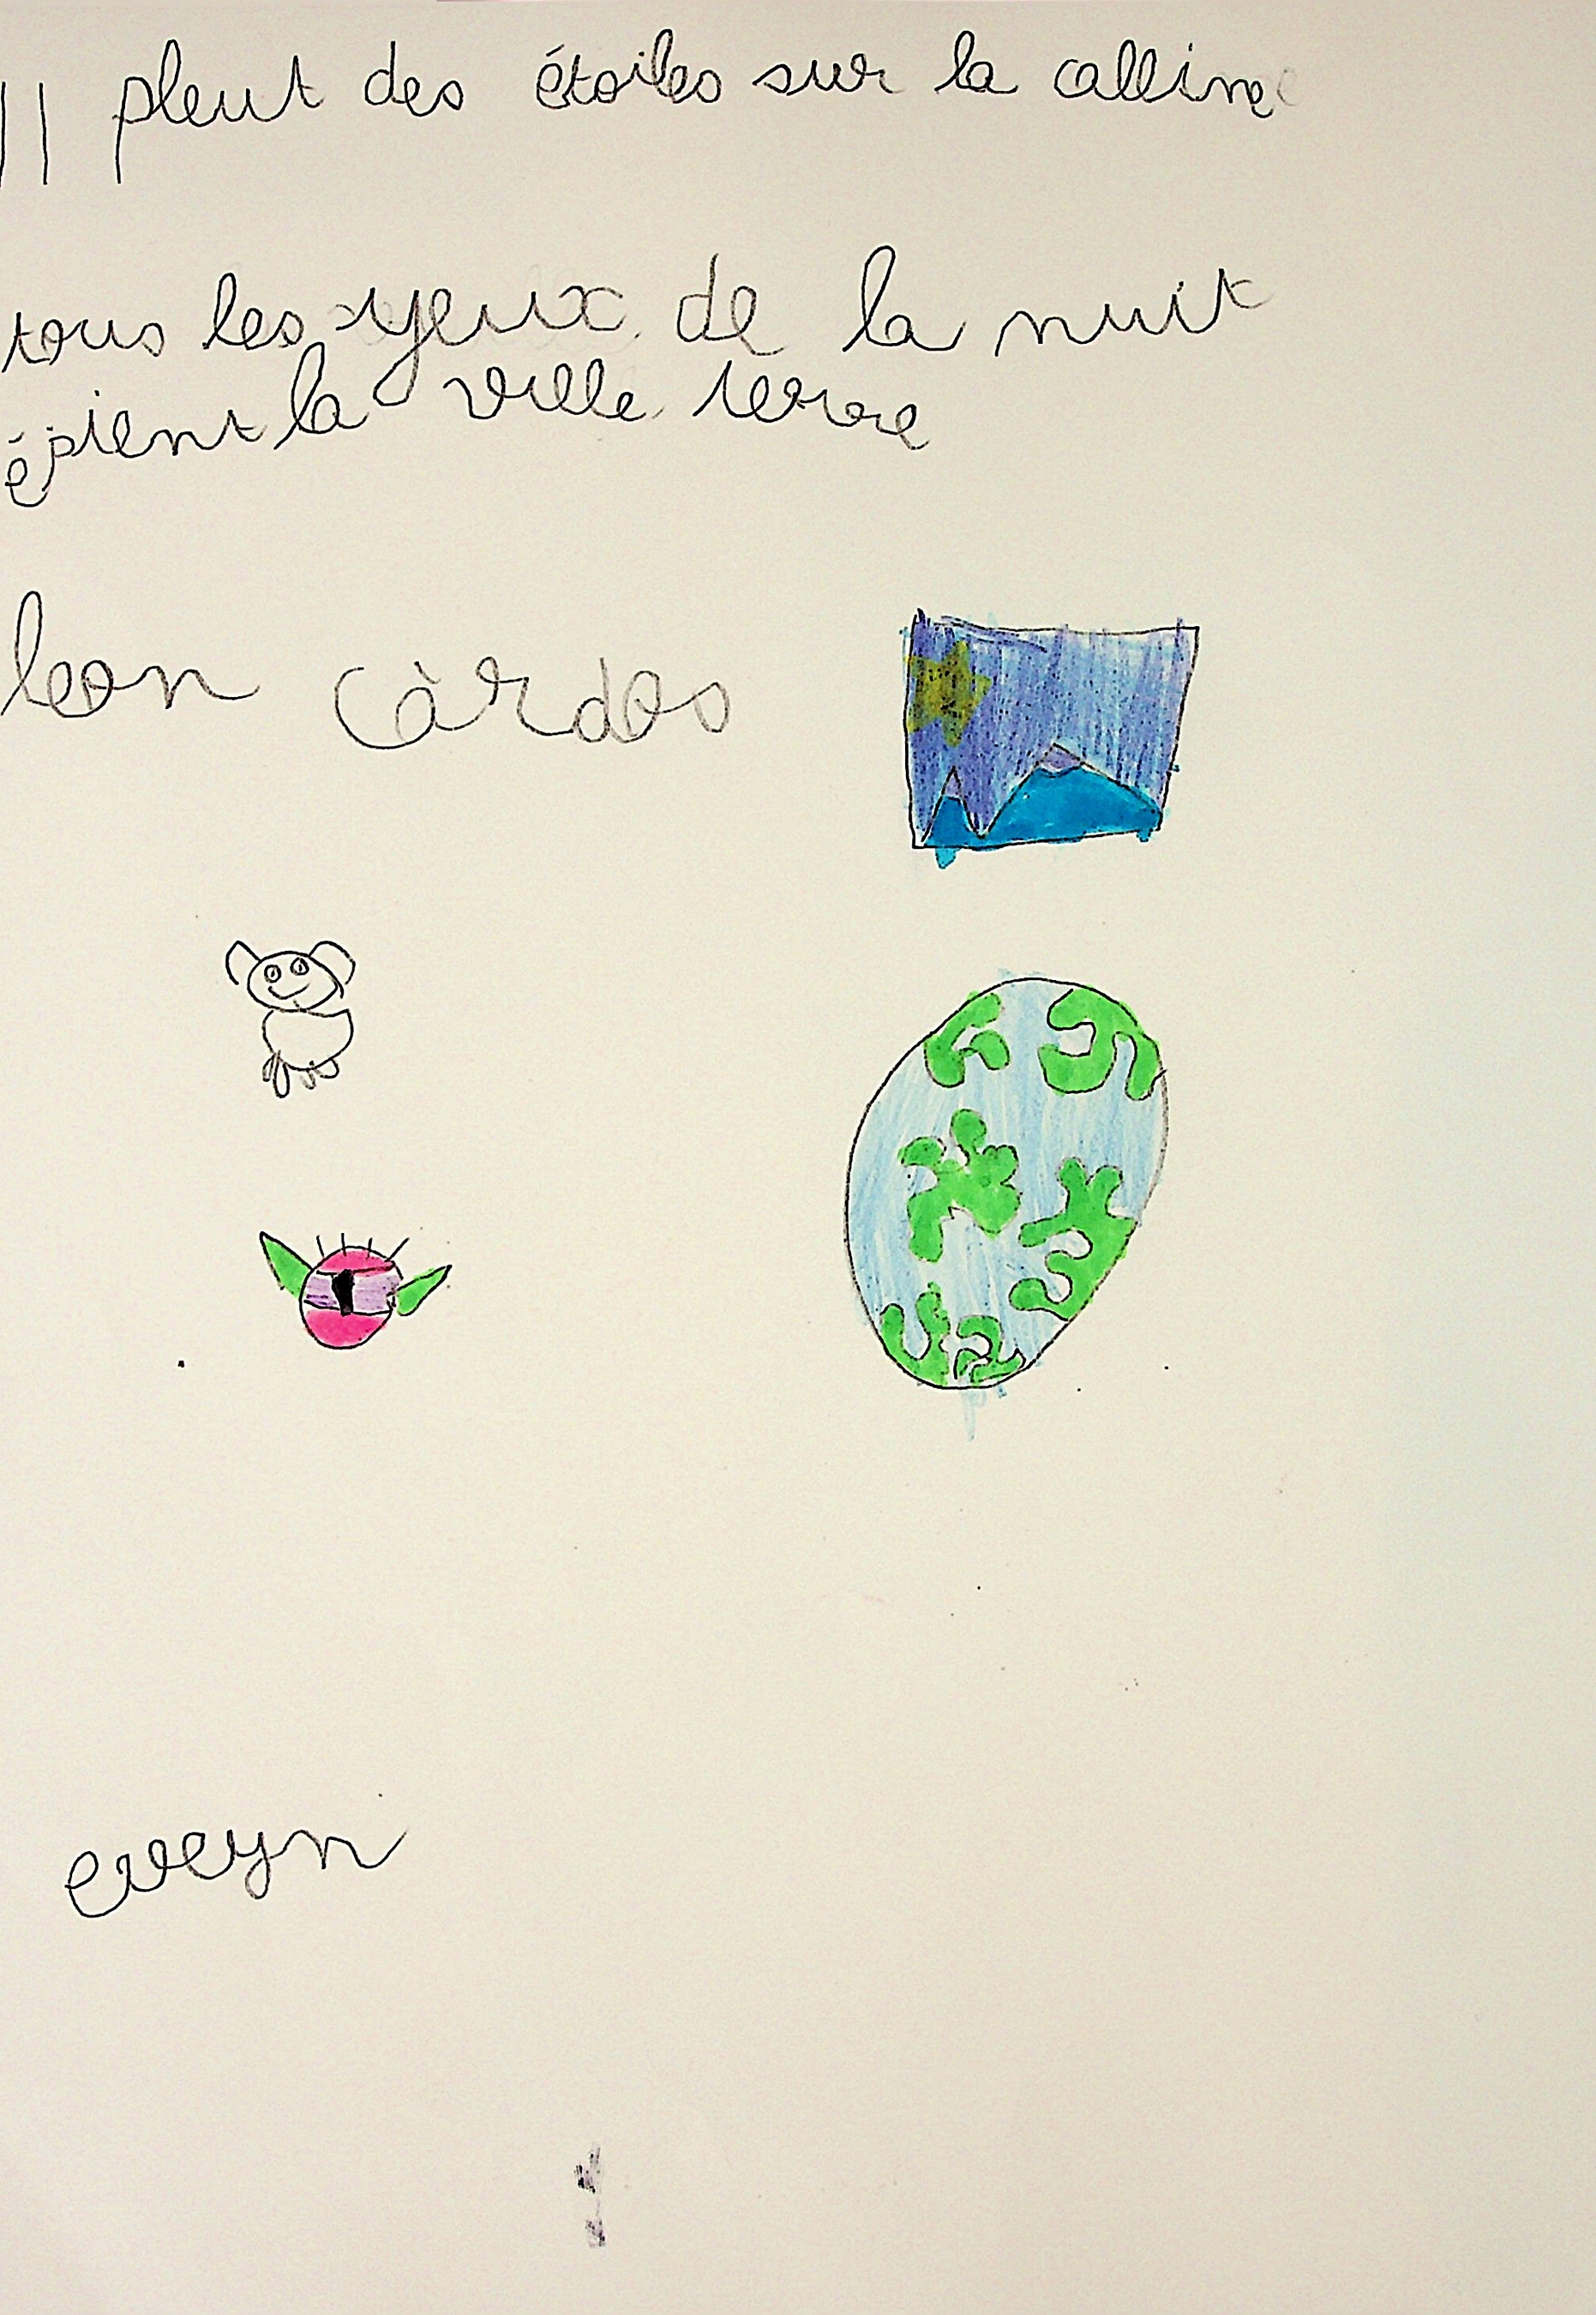 Il pleut des étoiles sur la colline
tous les yeux de la nuit
épient la ville terre
leon càrdes
eveyn